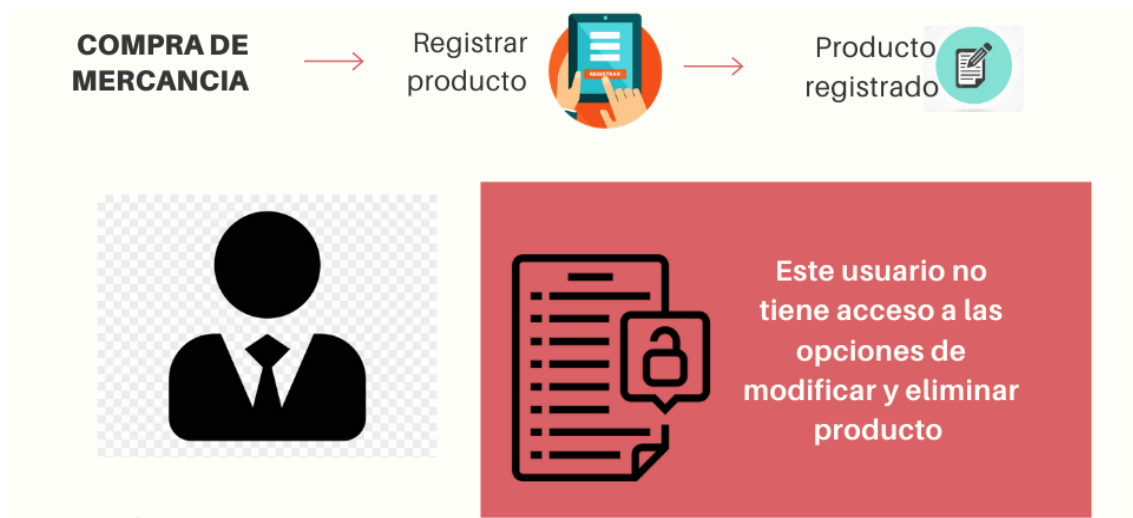 COMPRA DE
MERCANCIA
Registrar
producto
REGISTRAR
Producto
registrado
Este usuario no
tiene acceso a las
opciones de
modificar y eliminar
producto